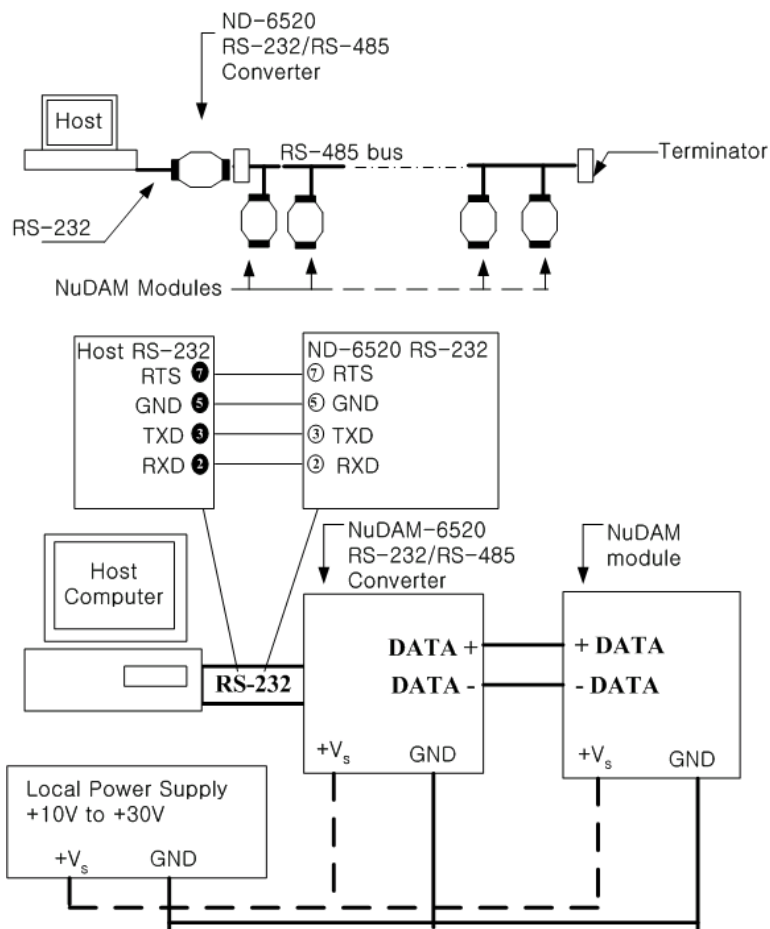 ND-6520
RS-232/RS-485
Converter
Host
RS-485 bus
Terminator
RS-232
NuDAM Modules
Host RS-232
RTS 7
GND 5
TXD 3
RXD 2
ND-6520 RS-232
7 RTS
5 GND
3 TXD
2 RXD
NuDAM-6520
RS-232/RS-485
Converter
NuDAM
module
Host
Computer
RS-232
DATA +
DATA -
+Vs
GND
+ DATA
- DATA
+Vs
GND
Local Power Supply
+10V to +30V
+Vs
GND